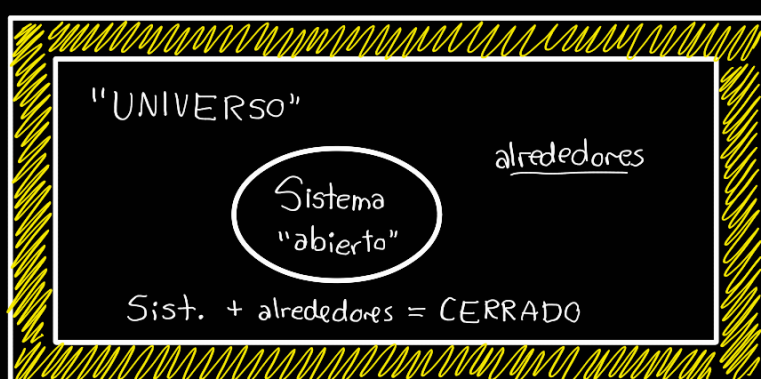 "UNIVERSO"
alrededores
Sistema
"abierto"
Sist. + alrededores = CERRADO